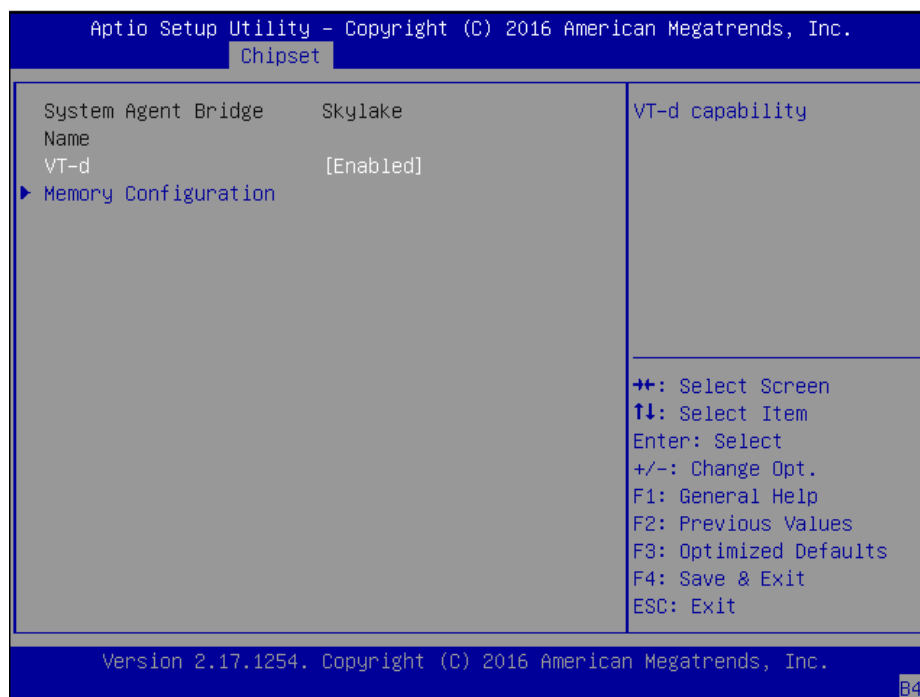 Aptio Setup Utility – Copyright (C) 2016 American Megatrends, Inc.
Chipset
System Agent Bridge Skylake
Name
VT-d [Enabled]
Memory Configuration
VT-d capability
→←: Select Screen
↑↓: Select Item
Enter: Select
+/-: Change Opt.
F1: General Help
F2: Previous Values
F3: Optimized Defaults
F4: Save & Exit
ESC: Exit
Version 2.17.1254. Copyright (C) 2016 American Megatrends, Inc.
B4